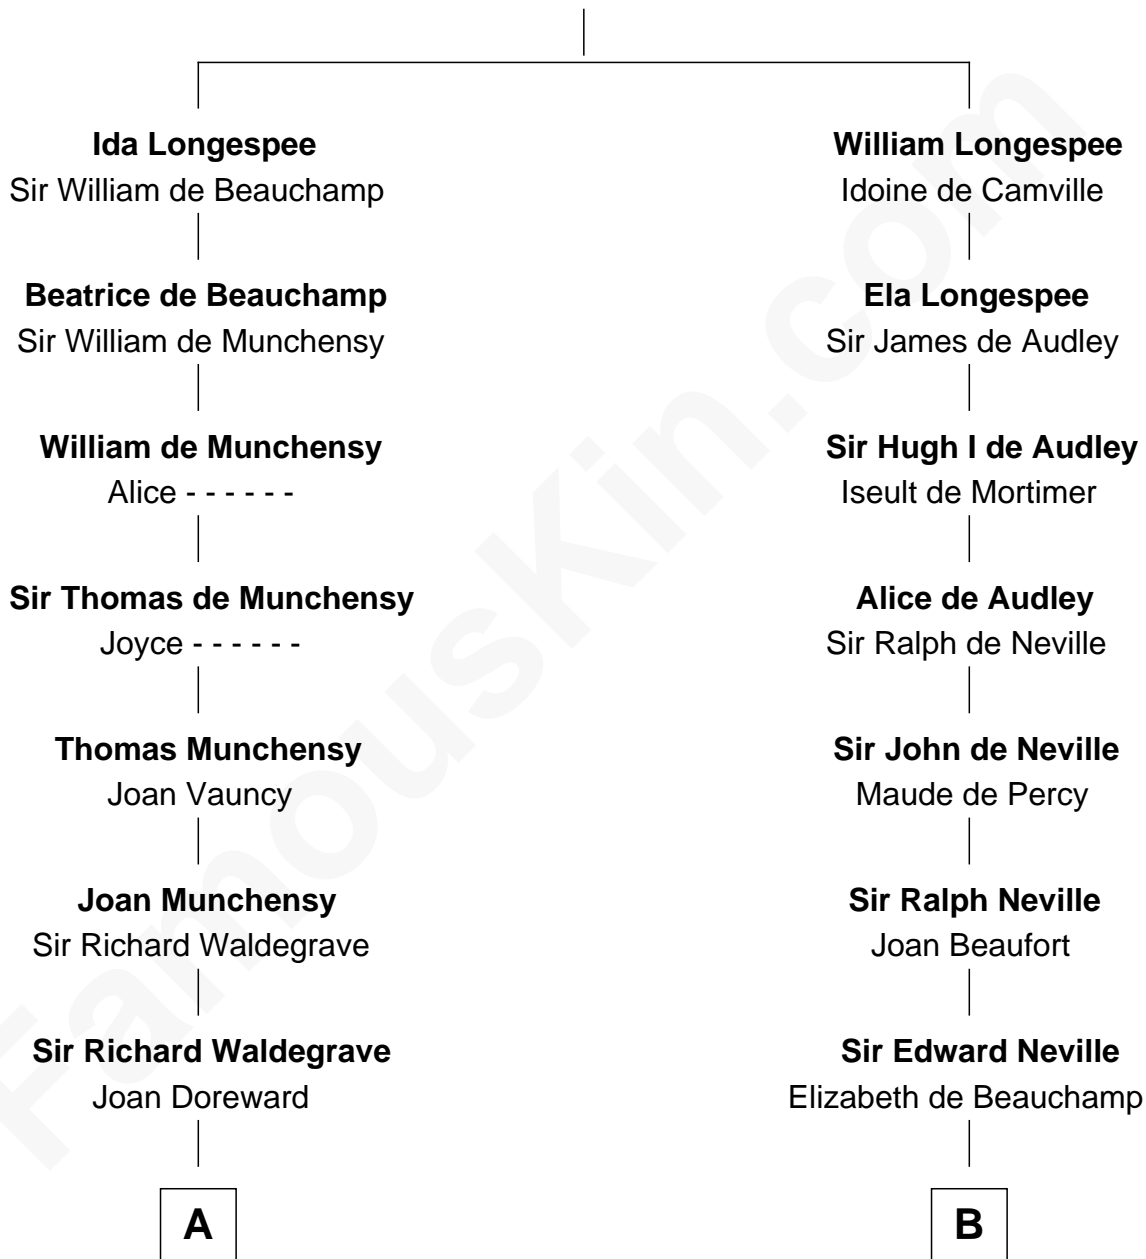 Ida Longespee
Sir William de Beauchamp
Beatrice de Beauchamp
Sir William de Munchensy
William de Munchensy
Alice - - - - - -
Sir Thomas de Munchensy
Joyce - - - - - -
Thomas Munchensy
Joan Vauncy
Joan Munchensy
Sir Richard Waldegrave
Sir Richard Waldegrave
Joan Doreward
A
William Longespee
Idoine de Camville
Ela Longespee
Sir James de Audley
Sir Hugh I de Audley
Iseult de Mortimer
Alice de Audley
Sir Ralph de Neville
Sir John de Neville
Maude de Percy
Sir Ralph Neville
Joan Beaufort
Sir Edward Neville
Elizabeth de Beauchamp
B
FamousKin.com